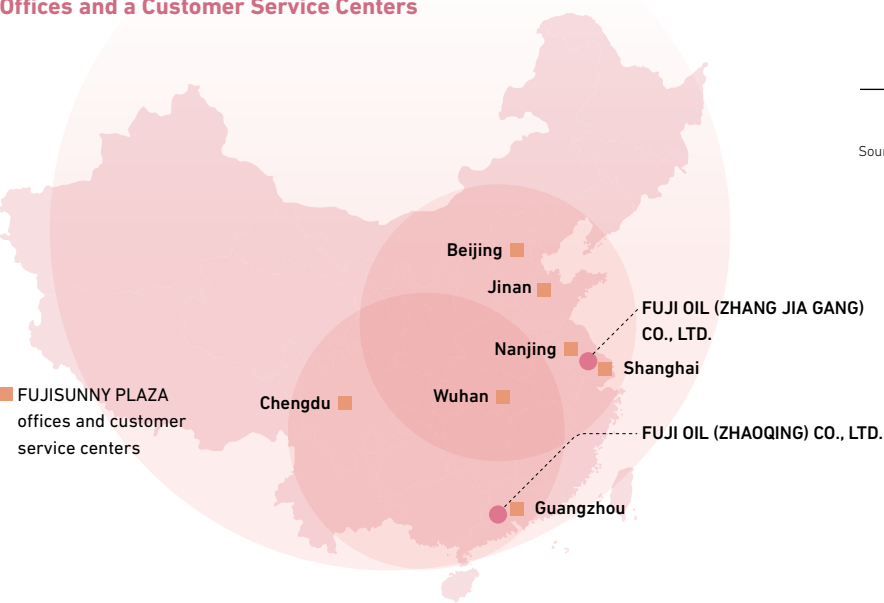 Offices and a Customer Service Centers
Beijing
Jinan
FUJI OIL (ZHANG JIA GANG)
CO., LTD.
Nanjing
Shanghai
FUJISUNNY PLAZA
offices and customer
service centers
Chengdu
Wuhan
FUJI OIL (ZHAOQING) CO., LTD.
Guangzhou